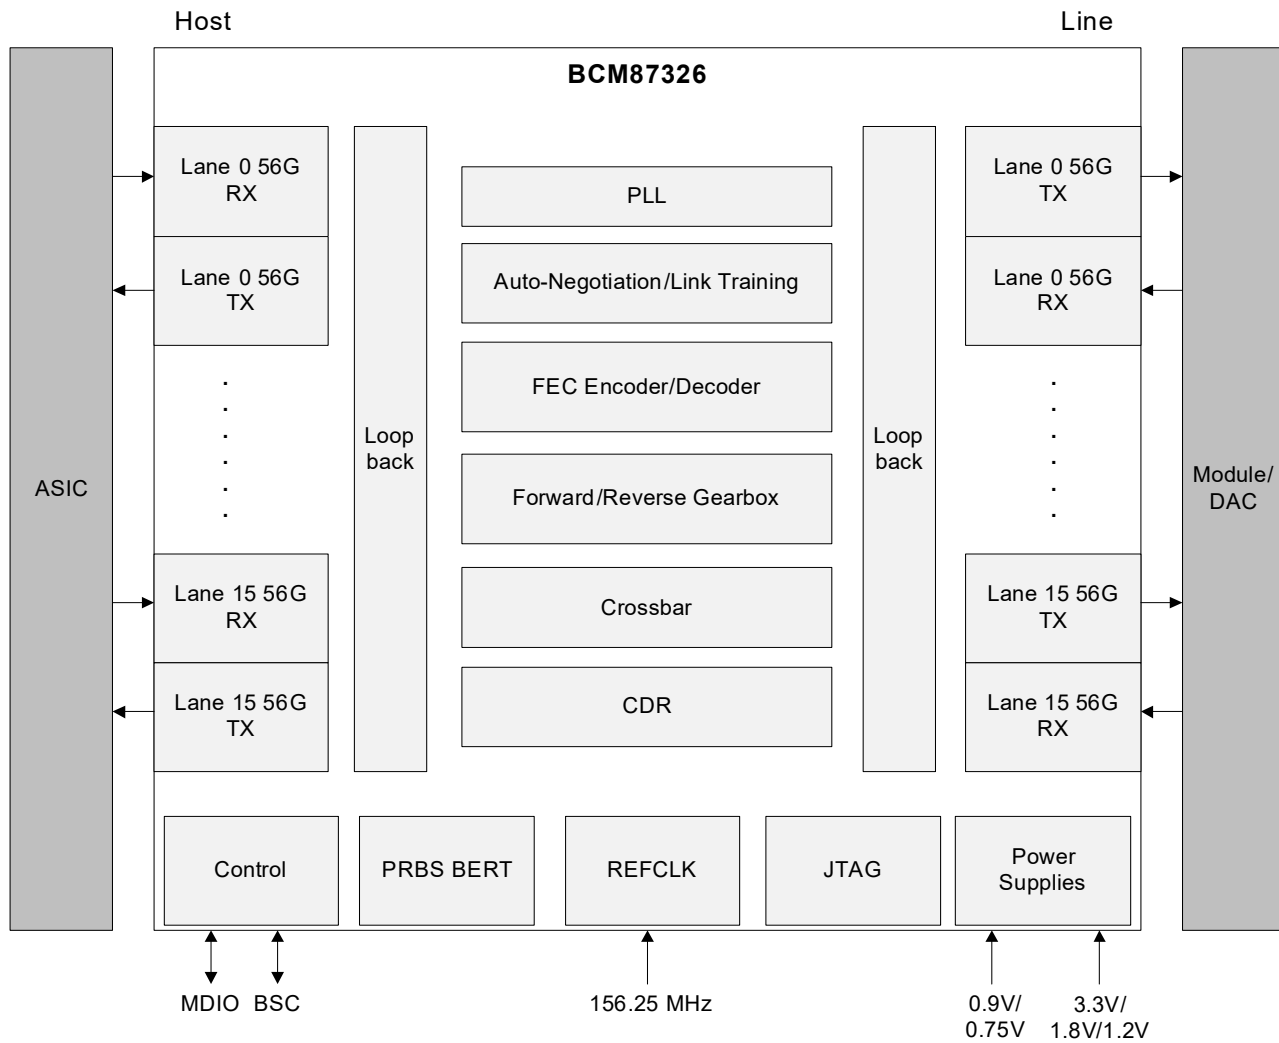 Host
Line
BCM87326
Lane 0 56G
RX
Lane 0 56G
TX
Lane 15 56G
RX
Lane 15 56G
TX
ASIC
Loop
back
PLL
Auto-Negotiation/Link Training
FEC Encoder/Decoder
Forward/Reverse Gearbox
Crossbar
CDR
Loop
back
Lane 0 56G
TX
Lane 0 56G
RX
Lane 15 56G
TX
Lane 15 56G
RX
Module/
DAC
Control
PRBS BERT
REFCLK
JTAG
Power
Supplies
MDIO
BSC
156.25 MHz
0.9V/
0.75V
3.3V/
1.8V/1.2V